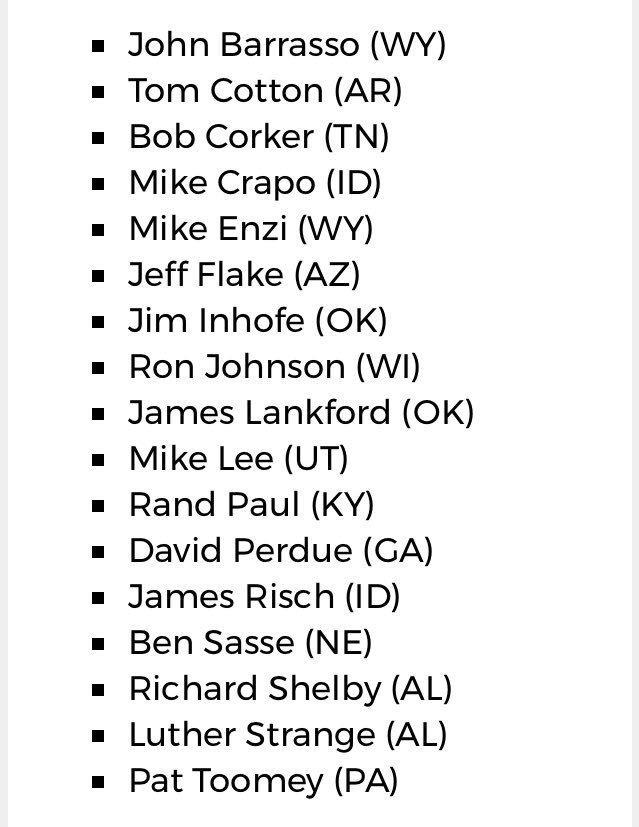 ▪ John Barrasso (WY)
▪ Tom Cotton (AR)
▪ Bob Corker (TN)
▪ Mike Crapo (ID)
▪ Mike Enzi (WY)
▪ Jeff Flake (AZ)
▪ Jim Inhofe (OK)
▪ Ron Johnson (WI)
▪ James Lankford (OK)
▪ Mike Lee (UT)
▪ Rand Paul (KY)
▪ David Perdue (GA)
▪ James Risch (ID)
▪ Ben Sasse (NE)
▪ Richard Shelby (AL)
▪ Luther Strange (AL)
▪ Pat Toomey (PA)